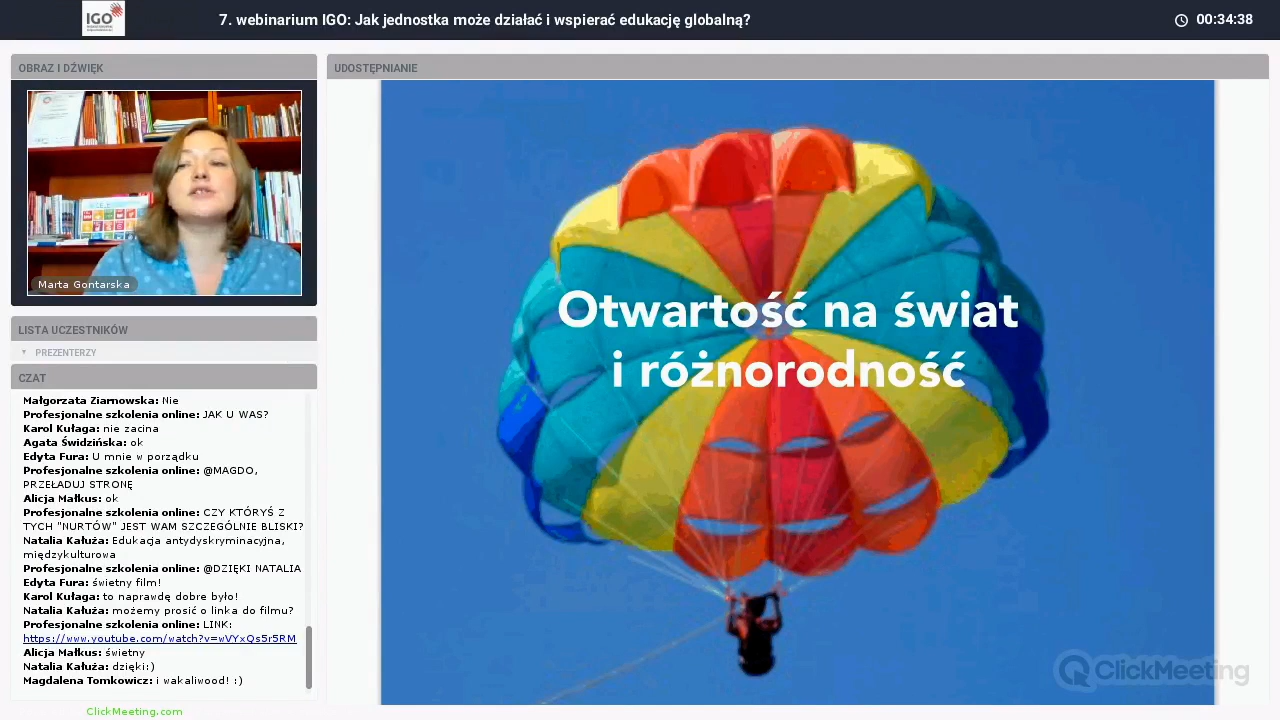 IGO
7. webinarium IGO: Jak jednostka może działać i wspierać edukację globalną?
00:34:38
OBRAZ I DŹWIĘK
Marta Gontarska
LISTA UCZESTNIKÓW
PREZENTERZY
CZAT
Małgorzata Ziarnowska: Nie
Profesjonalne szkolenia online: JAK U WAS?
Karol Kułaga: nie zacina
Agata Świdzińska: ok
Edyta Fura: U mnie w porządku
Profesjonalne szkolenia online: @MAGDO,
PRZEŁADUJ STRONĘ
Alicja Małkus: ok
Profesjonalne szkolenia online: CZY KTÓRYŚ Z
TYCH "NURTÓW" JEST WAM SZCZEGÓLNIE BLISKI?
Natalia Kałuża: Edukacja antydyskryminacyjna,
międzykulturowa
Profesjonalne szkolenia online: @DZIĘKI NATALIA
Edyta Fura: świetny film!
Karol Kułaga: to naprawdę dobre było!
Natalia Kałuża: możemy prosić o linka do filmu?
Profesjonalne szkolenia online: LINK:
https://www.youtube.com/watch?v=wVYxQs5r5RM
Alicja Małkus: świetny
Natalia Kałuża: dzięki:)
Magdalena Tomkowicz: i wakaliwood! :)
ClickMeeting.com
UDOSTĘPNIANIE
Otwartość na świat
i różnorodność
ClickMeeting